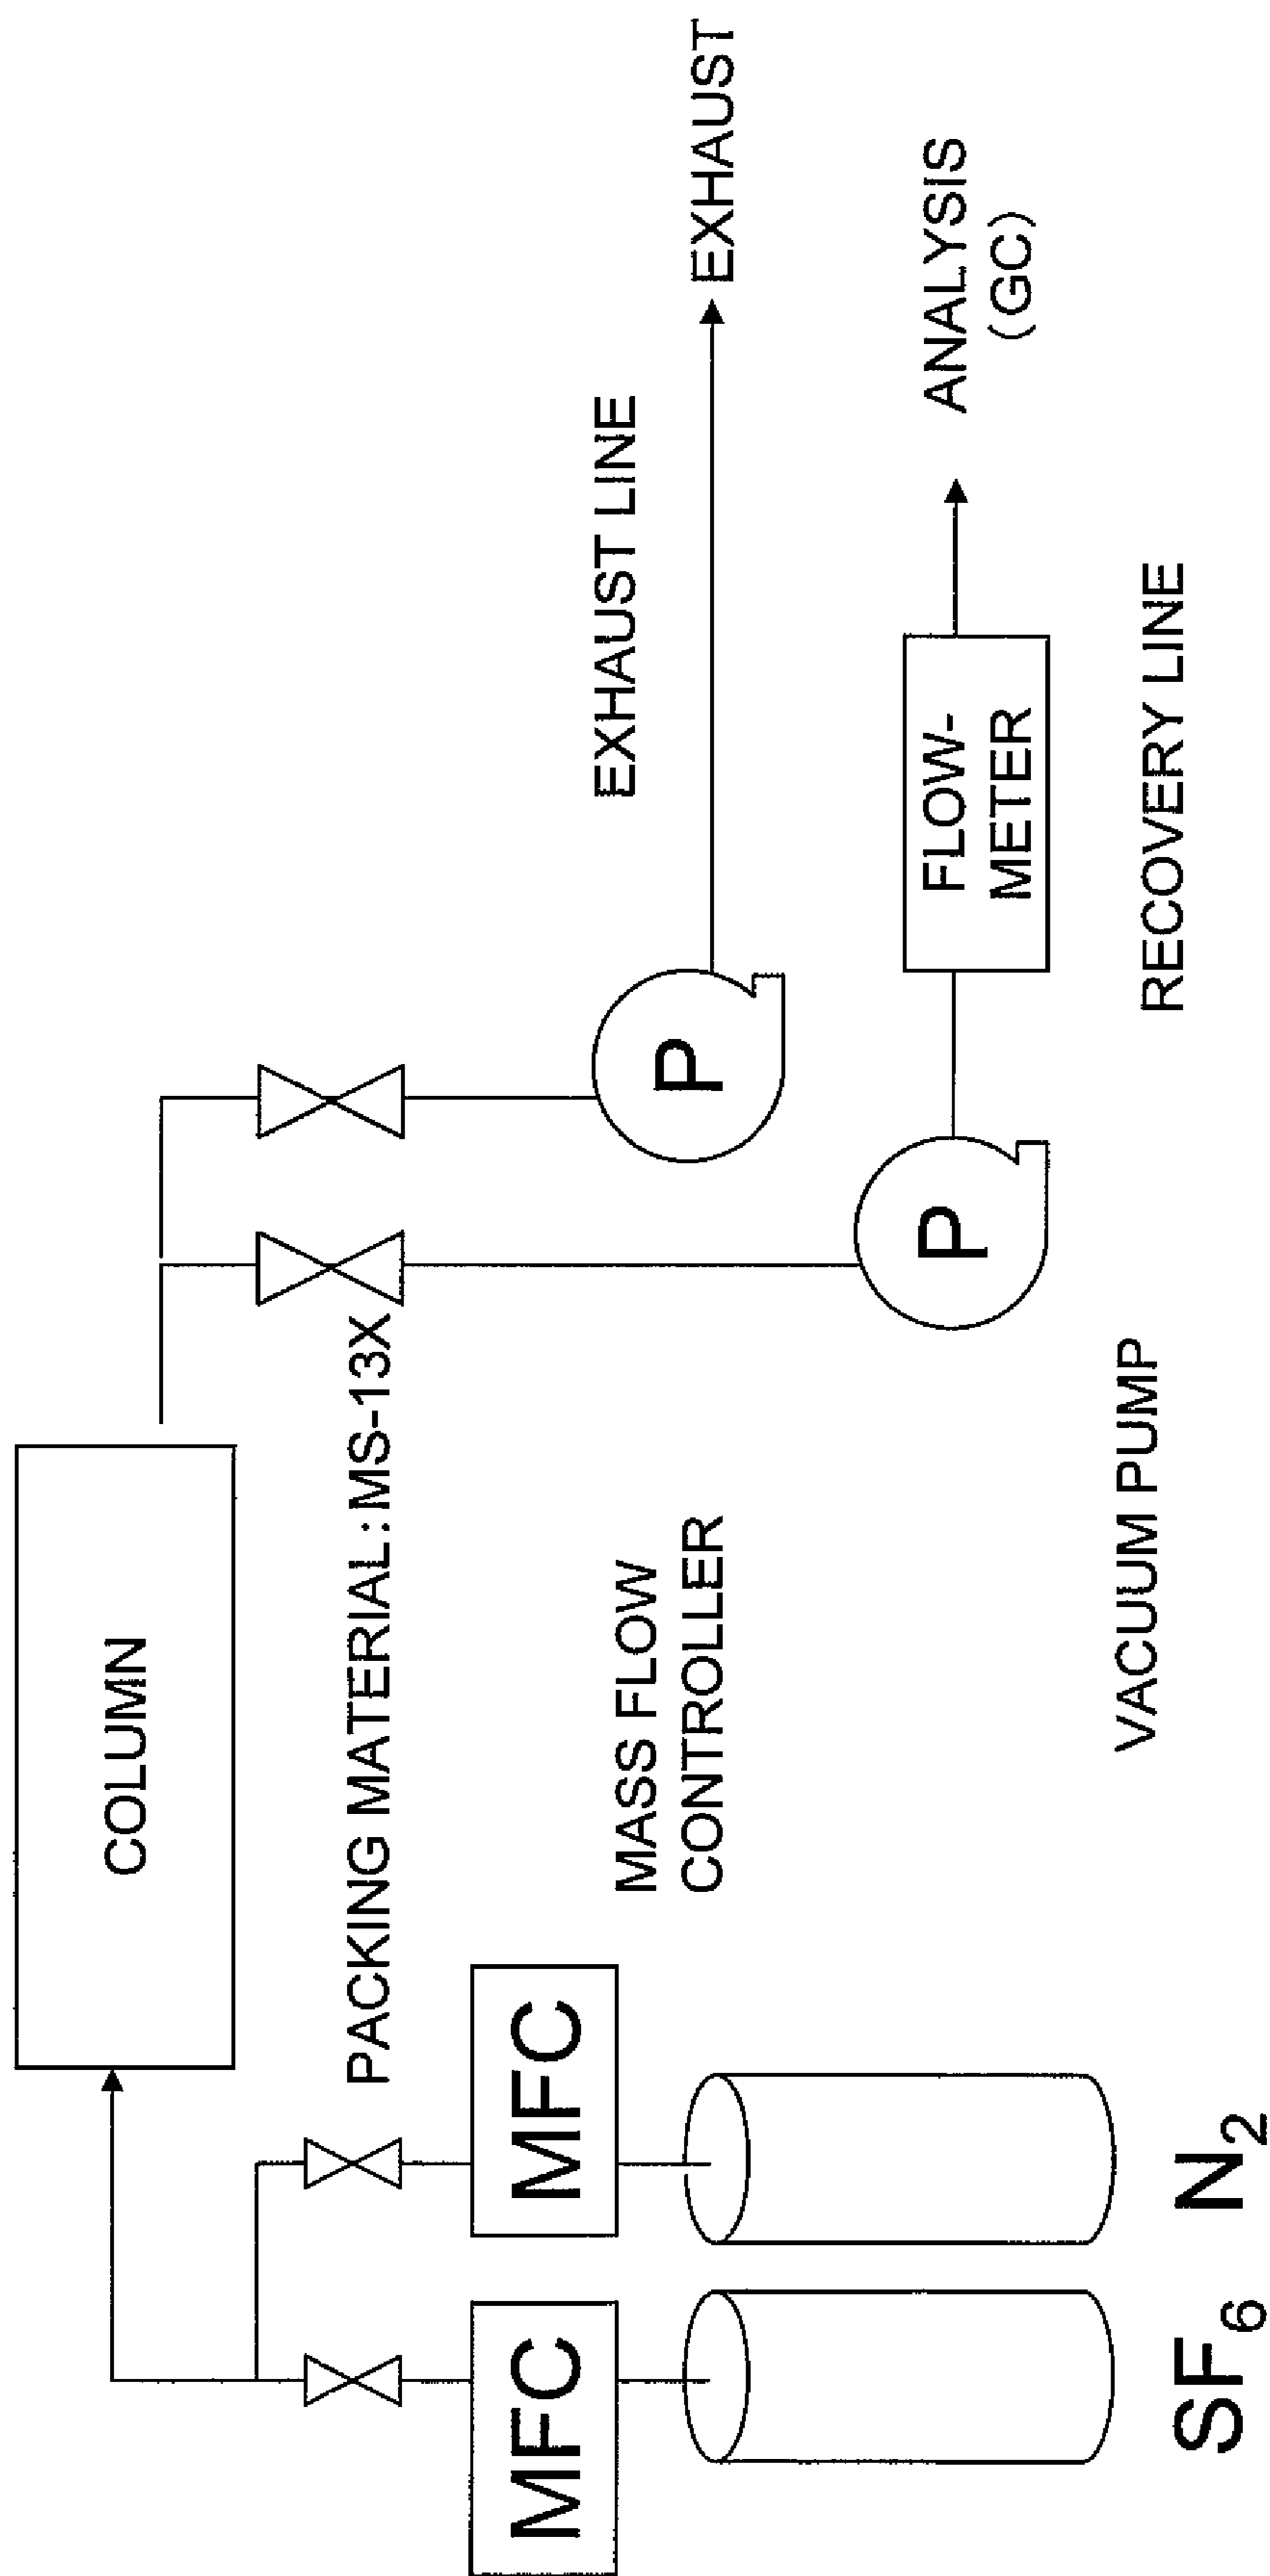 COLUMN
PACKING MATERIAL:MS-13X
MFC
MFC
MASS FLOW
CONTROLLER
SF6
N2
VACUUM PUMP
P
P
EXHAUST LINE
EXHAUST
FLOW-
METER
ANALYSIS
(GC)
RECOVERY LINE